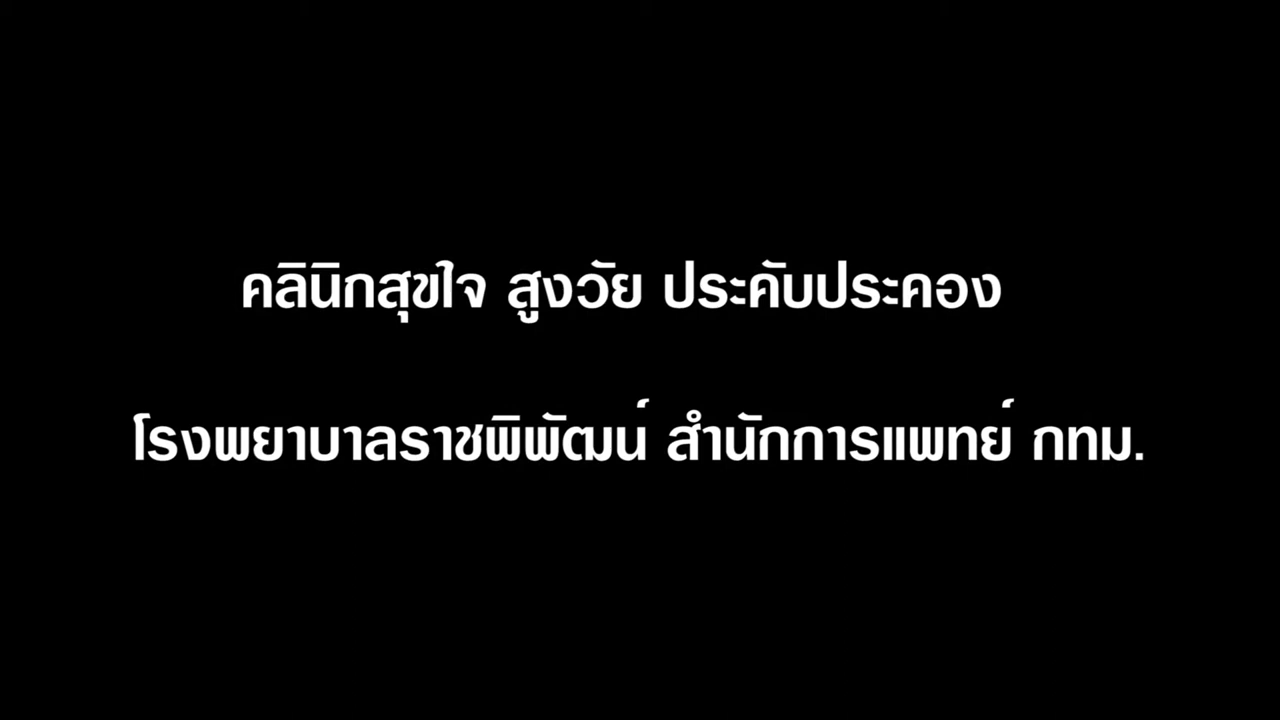 คลินิกสุขใจ สูงวัย ประคับประคอง
โรงพยาบาลราชพิพัฒน์ สำนักการแพทย์ กทม.